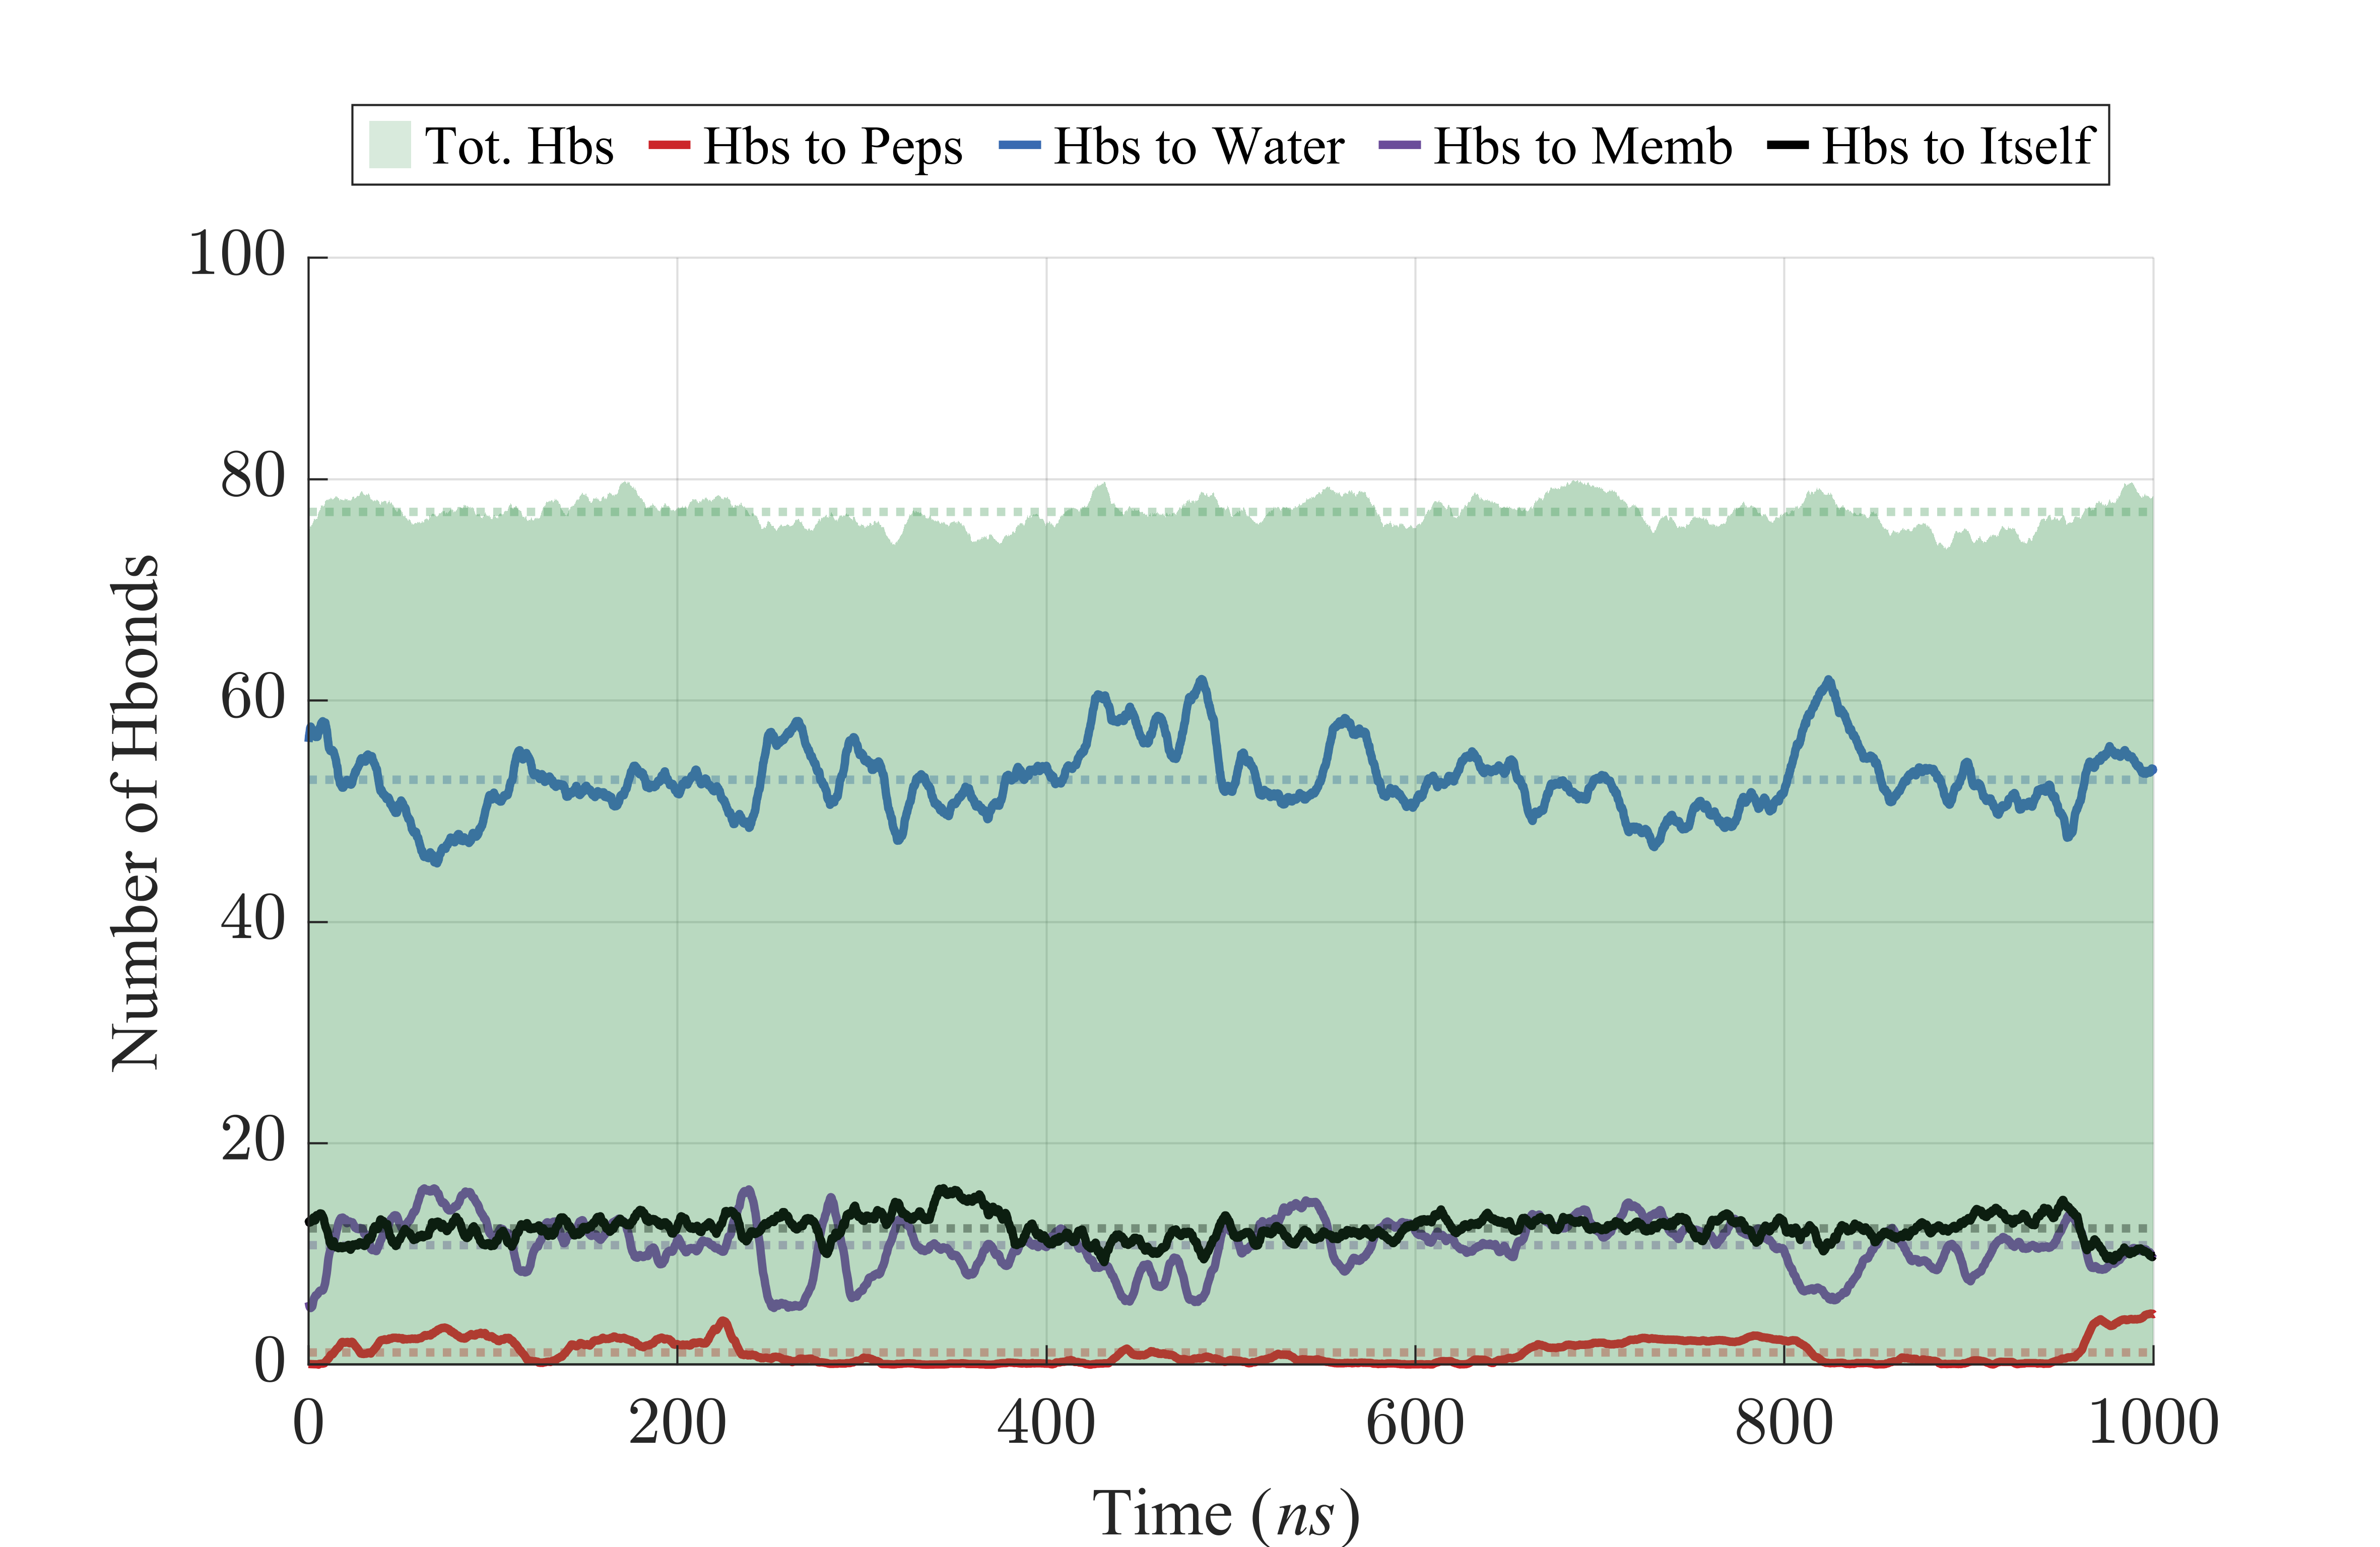 Tot. Hbs Hbs to Peps Hbs to Water Hbs to Memb Hbs to Itself
100
80
60
40
20
0
Number of Hbonds
0 200 400 600 800 1000
Time (ns)